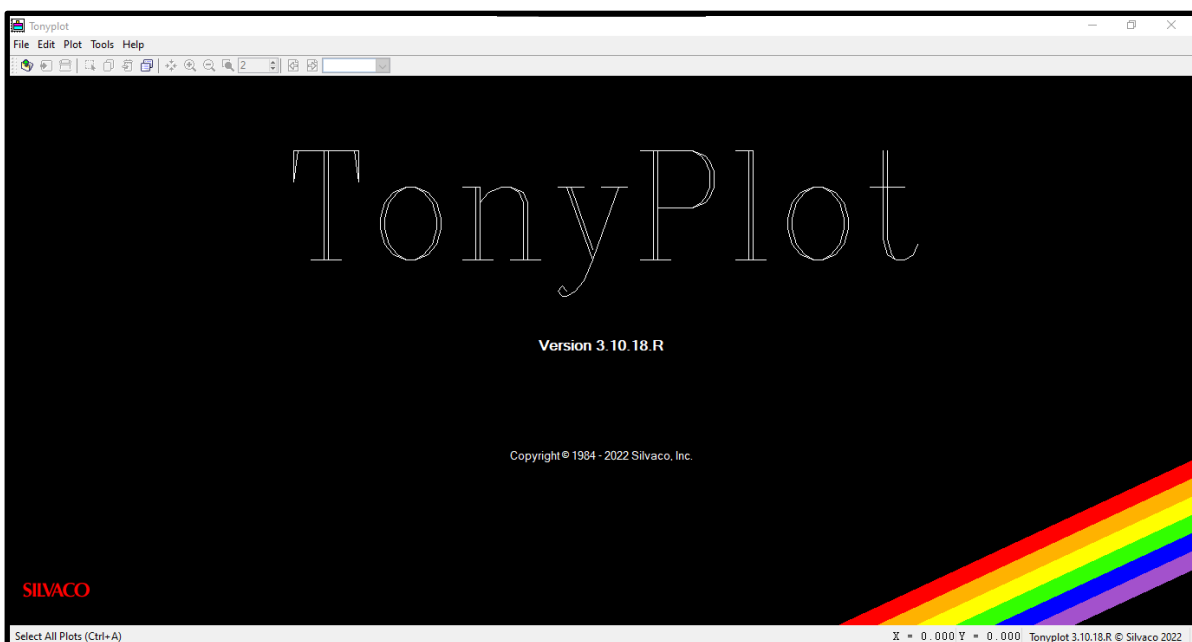 Tonyplot
File Edit Plot Tools Help
2
TonyPlot
Version 3.10.18.R
Copyright © 1984 - 2022 Silvaco, Inc.
SILVACO
Select All Plots (Ctrl+A)
X = 0.000 Y = 0.000 Tonyplot 3.10.18.R © Silvaco 2022